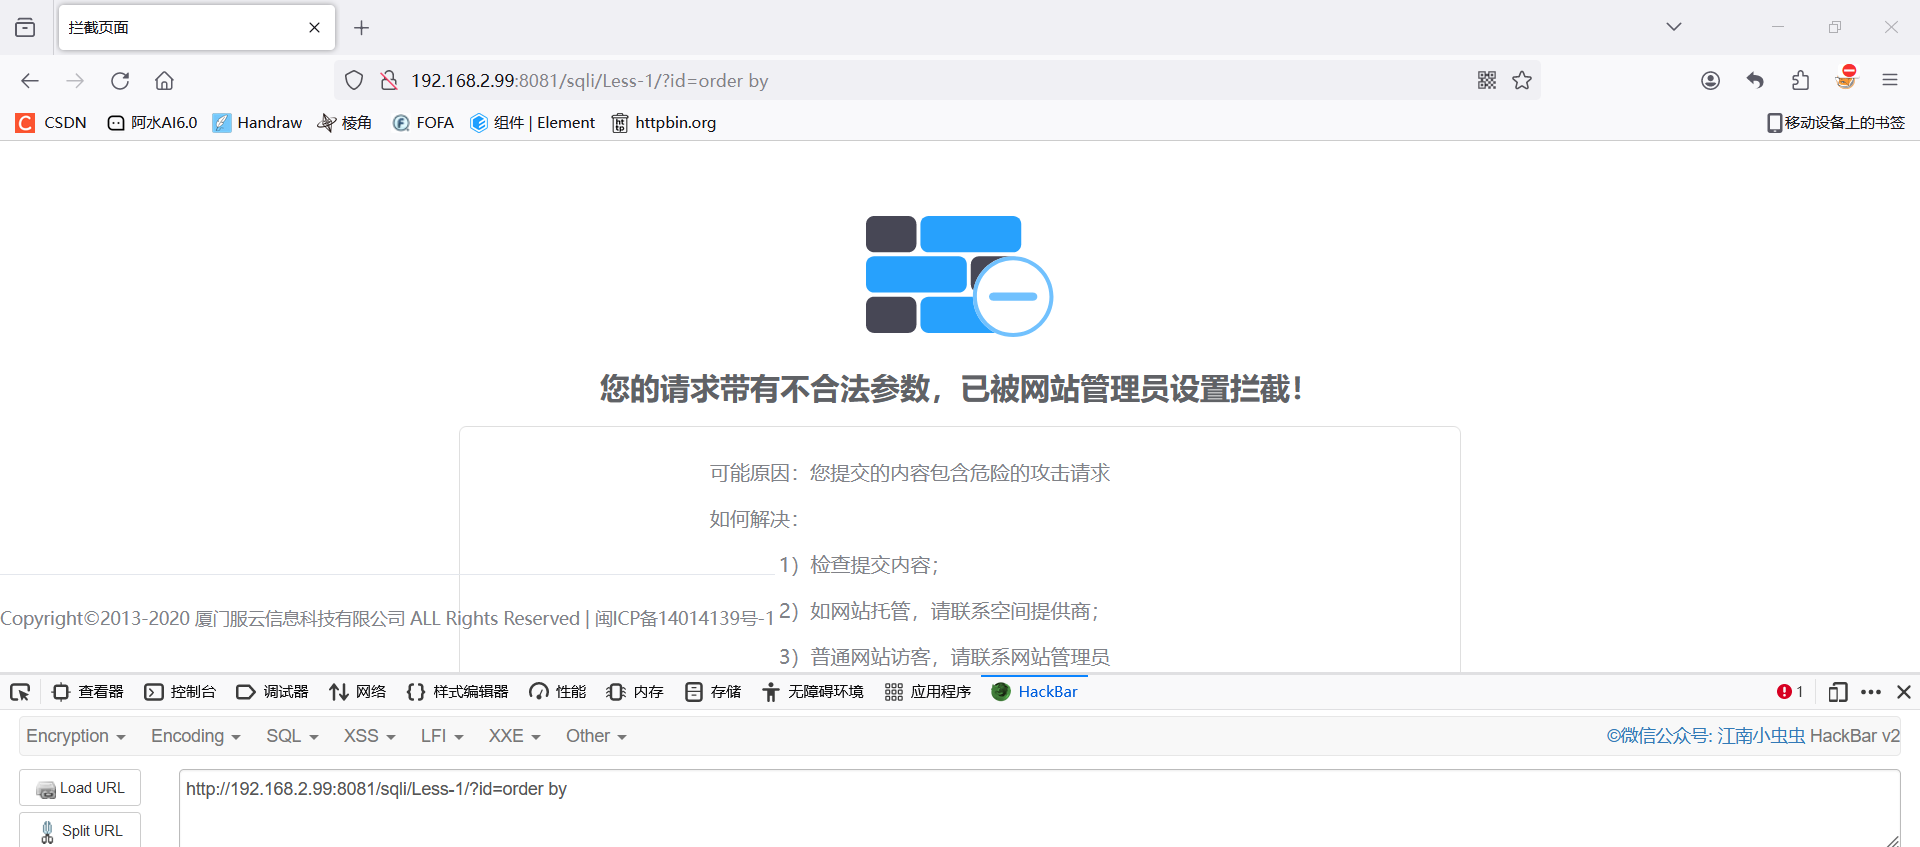 拦截页面
192.168.2.99:8081/sqli/Less-1/?id=order by
CSDN 阿水AI6.0 Handraw 棱角 FOFA 组件 | Element httpbin.org 移动设备上的书签
您的请求带有不合法参数，已被网站管理员设置拦截！
可能原因：您提交的内容包含危险的攻击请求
如何解决：
1）检查提交内容；
2）如网站托管，请联系空间提供商；
3）普通网站访客，请联系网站管理员
Copyright©2013-2020 厦门服云信息科技有限公司 ALL Rights Reserved | 闽ICP备14014139号-1
查看器 控制台 调试器 网络 样式编辑器 性能 内存 存储 无障碍环境 应用程序 HackBar 1
Encryption Encoding SQL XSS LFI XXE Other ©微信公众号: 江南小虫虫 HackBar v2
Load URL
http://192.168.2.99:8081/sqli/Less-1/?id=order by
Split URL